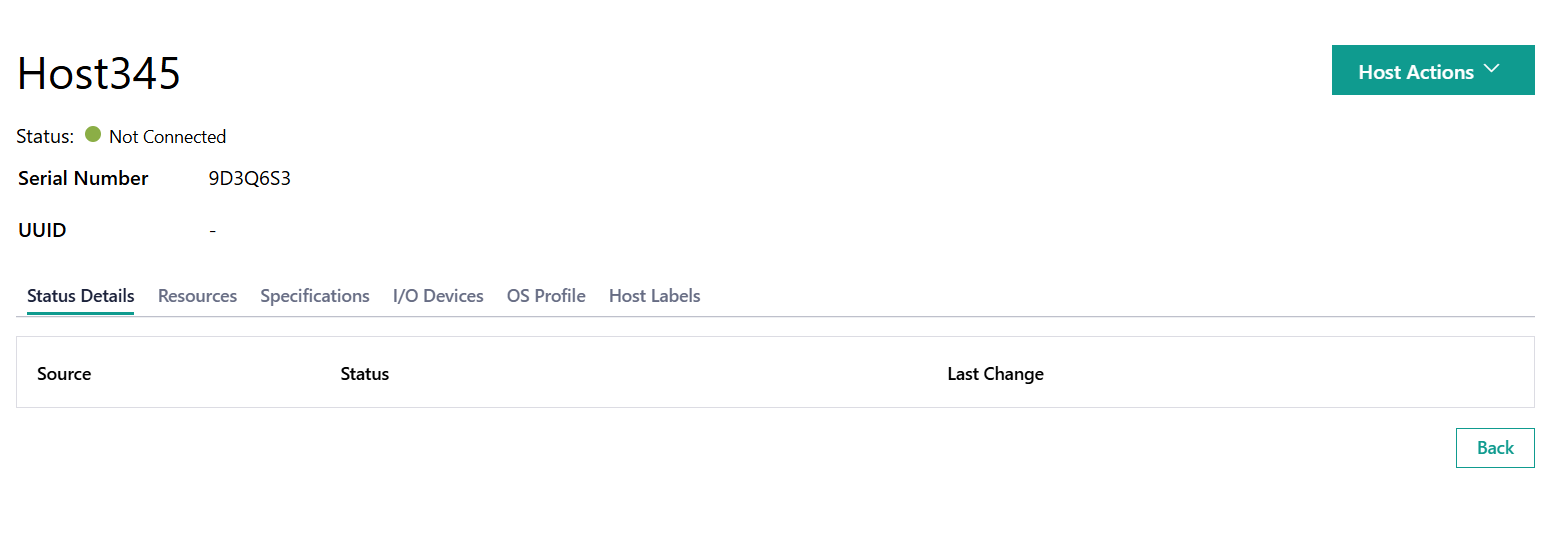 Host345
Host Actions
Status: Not Connected
Serial Number 9D3Q6S3
UUID -
Status Details Resources Specifications I/O Devices OS Profile Host Labels
Source Status Last Change
Back